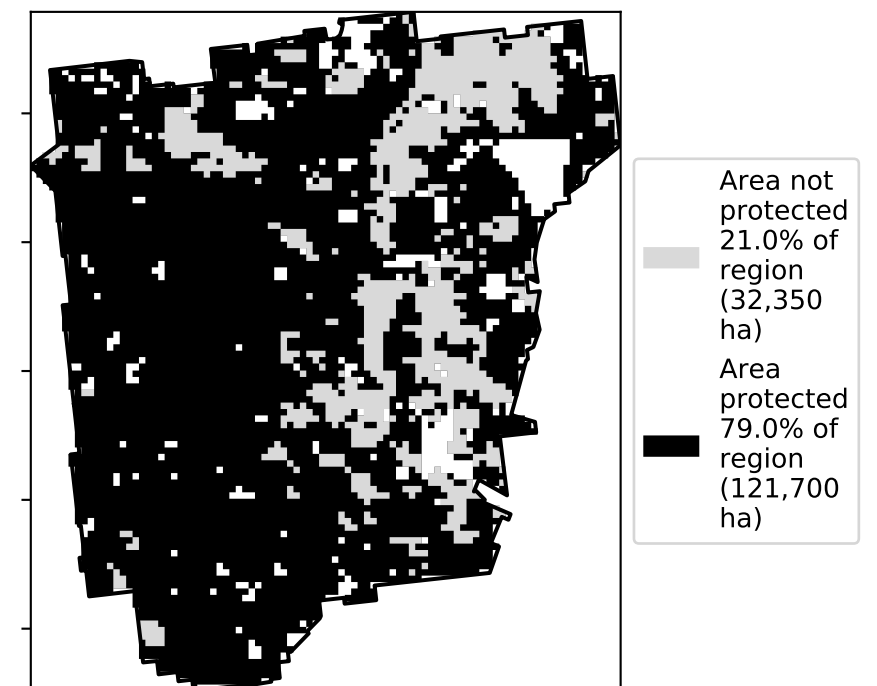 Area not
protected
21.0% of
region
(32,350
ha)
Area
protected
79.0% of
region
(121,700
ha)